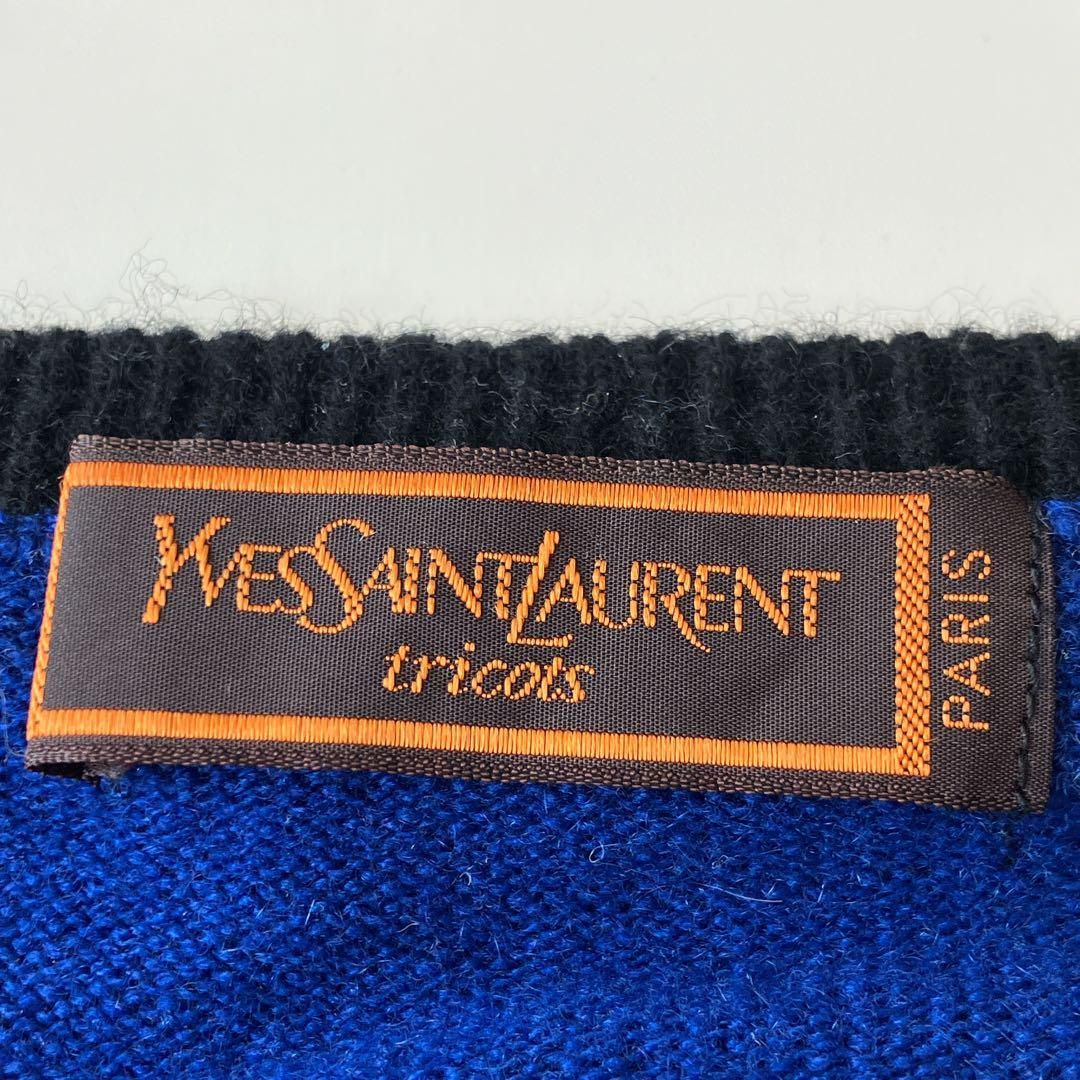 YVES SAINT LAURENT
tricots
PARIS